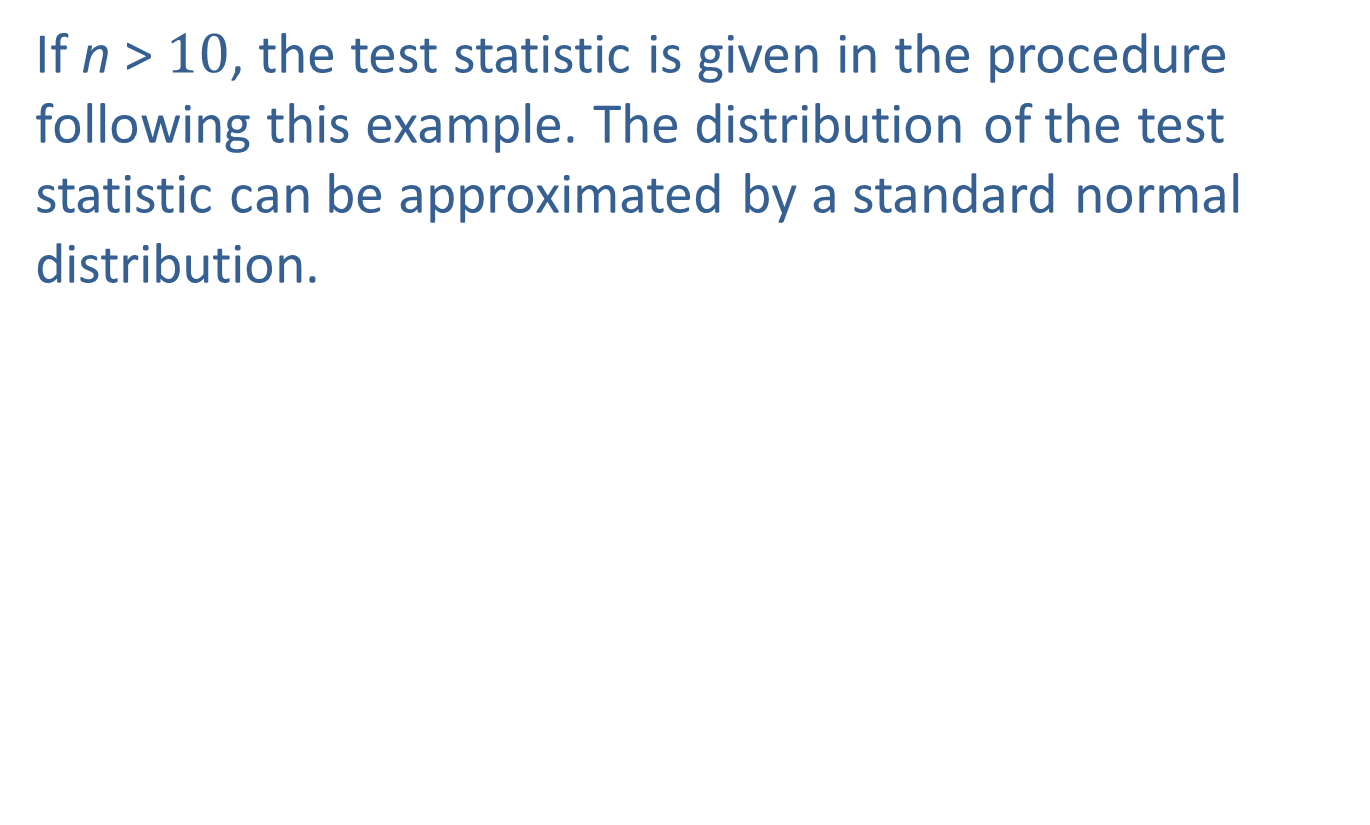 If n > 10, the test statistic is given in the procedure
following this example. The distribution of the test
statistic can be approximated by a standard normal
distribution.